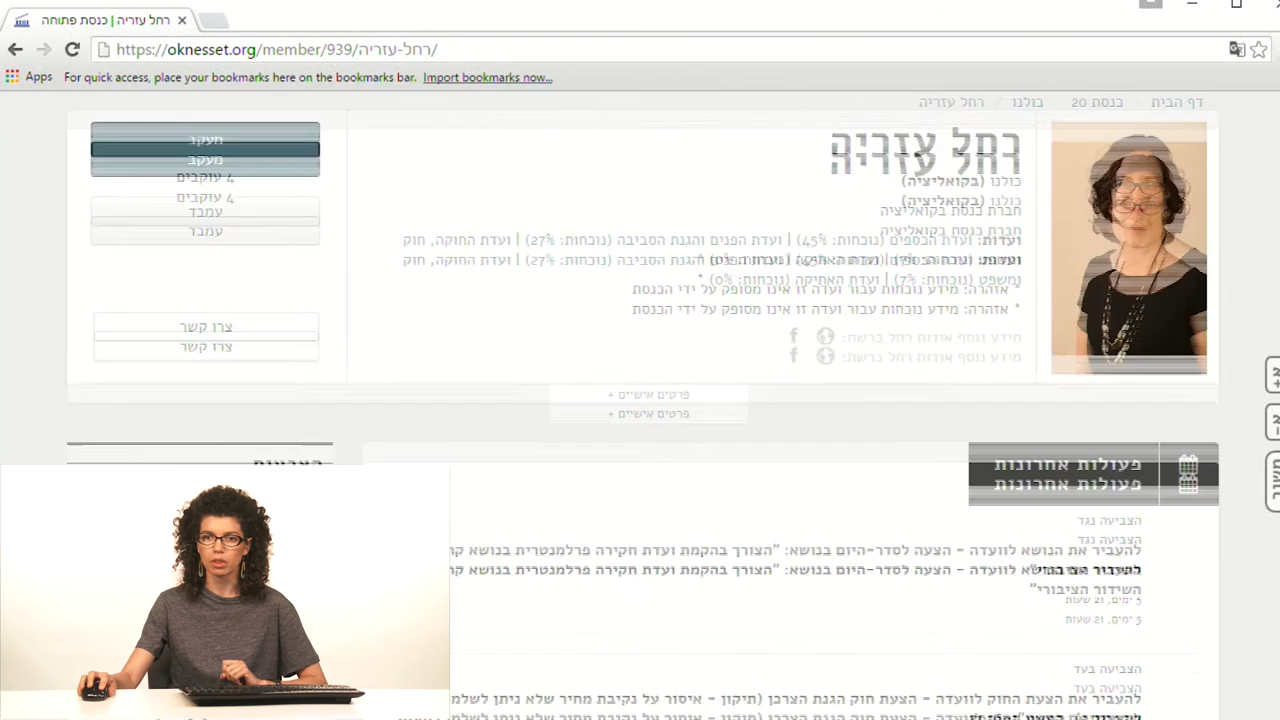 רחל עזריה | כנסת פתוחה
https://oknesset.org/member/939/רחל-עזריה/
Apps For quick access, place your bookmarks here on the bookmarks bar. Import bookmarks now...
דף הבית / כנסת 20 / כולנו / רחל עזריה
רחל עזריה
כולנו (בקואליציה)
חברת כנסת בקואליציה
ועדות: ועדת הכספים (נוכחות: 45%) | ועדת הפנים והגנת הסביבה (נוכחות: 27%) | ועדת החוקה, חוק
ומשפט (נוכחות: 7%) | ועדת האתיקה (נוכחות: 0%) *
* אזהרה: מידע נוכחות עבור ועדה זו אינו מסופק על ידי הכנסת
מידע נוסף אודות רחל ברשת:
מעקב
4 עוקבים
עמבד
צרו קשר
פרטים אישיים +
הצבעות
פעולות אחרונות
הצביעה נגד
להעביר את הנושא לוועדה - הצעה לסדר-היום בנושא: "הצורך בהקמת ועדת חקירה פרלמנטרית בנושא
השידור הציבורי"
5 ימים, 21 שעות
הצביעה בעד
להעביר את הצעת החוק לוועדה - הצעת חוק הגנת הצרכן (תיקון - איסור על נקיבת מחיר שלא ניתן לשלמ
א+
א-
משוב